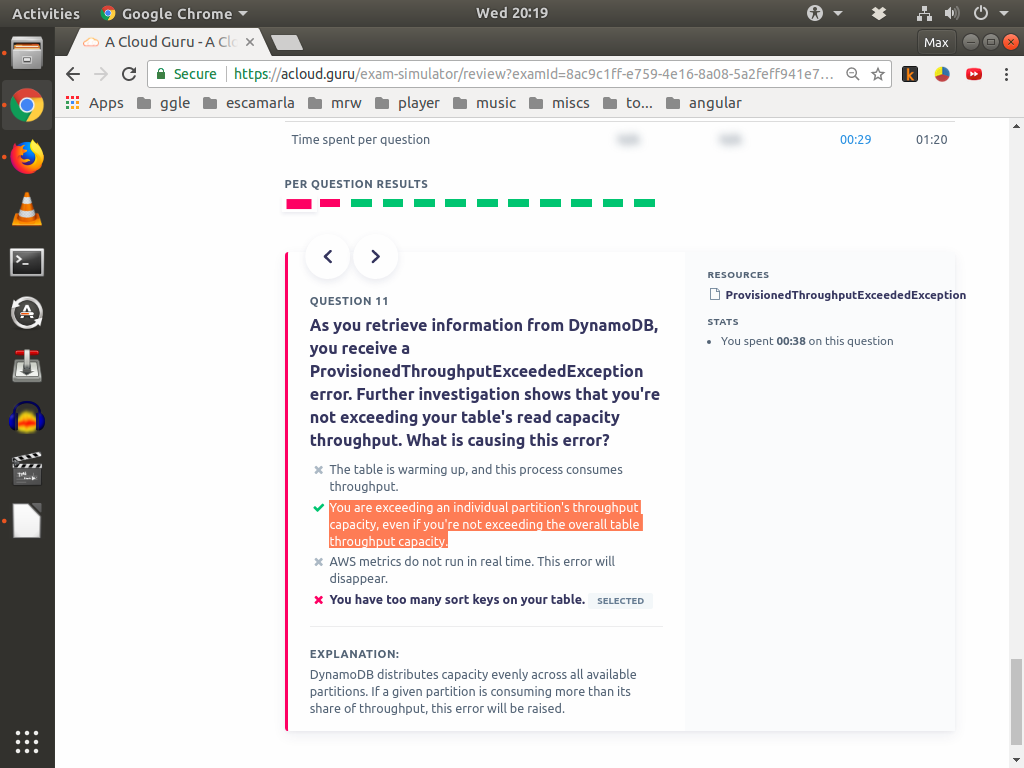 Activities Google Chrome Wed 20:19
A Cloud Guru - A Clo Max
Secure https://acloud.guru/exam-simulator/review?examId=8ac9c1ff-e759-4e16-8a08-5a2feff941e7...
Apps ggle escamarla mrw player music miscs to... angular
Time spent per question 00:29 01:20
PER QUESTION RESULTS
QUESTION 11
As you retrieve information from DynamoDB,
you receive a
ProvisionedThroughputExceededException
error. Further investigation shows that you're
not exceeding your table's read capacity
throughput. What is causing this error?
The table is warming up, and this process consumes
throughput.
You are exceeding an individual partition's throughput
capacity, even if you're not exceeding the overall table
throughput capacity.
AWS metrics do not run in real time. This error will
disappear.
You have too many sort keys on your table. SELECTED
EXPLANATION:
DynamoDB distributes capacity evenly across all available
partitions. If a given partition is consuming more than its
share of throughput, this error will be raised.
RESOURCES
ProvisionedThroughputExceededException
STATS
You spent 00:38 on this question